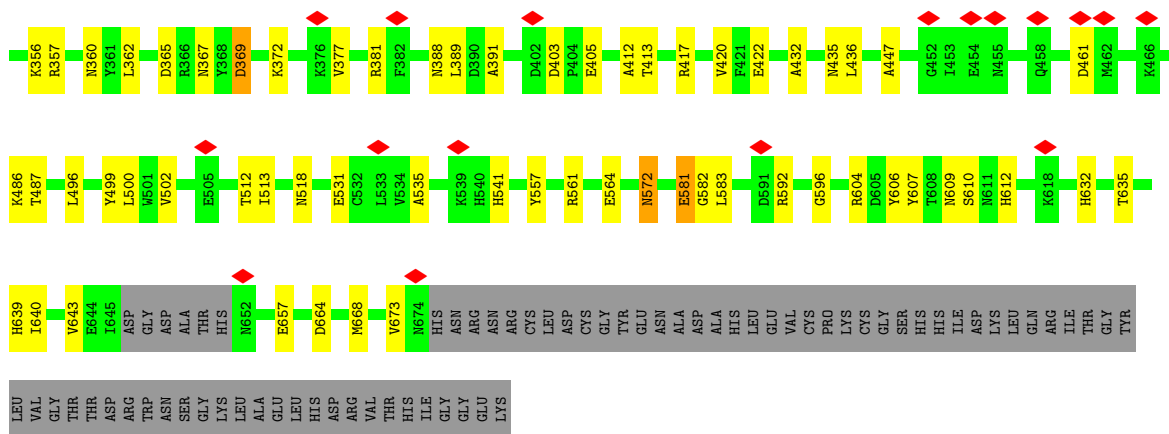 K356 R357 N360 Y361 L362 D365 R366 N367 Y368 D369 K372 K376 V377 R381 F382 N388 L389 D390 A391 D402 D403 P404 E405 A412 T413 R417 V420 F421 E422 A432 N435 L436 A447 G452 I453 E454 N455 Q458 D461 M462 K466
K486 T487 L496 Y499 L500 W501 V502 E505 T512 I513 N518 E531 C532 L533 V534 A535 K539 H540 H541 Y557 R561 E564 N572 E581 G582 L583 D591 R592 G596 R604 D605 Y606 Y607 T608 N609 S610 N611 H612 K618 H632 T635
H639 I640 V643 E644 I645 ASP GLY ASP ALA THR HIS N652 E657 D664 M668 V673 N674 HIS ASN ARG ASN ARG CYS LEU ASP CYS GLY TYR GLU ASN ALA ASP ALA HIS LEU GLU VAL CYS PRO LYS CYS GLY SER HIS HIS ILE ASP LYS LEU GLN ARG ILE THR GLY TYR
LEU VAL GLY THR THR ASP ARG TRP ASN SER GLY LYS LEU ALA GLU LEU HIS ASP ARG VAL THR HIS ILE GLY GLY GLU LYS